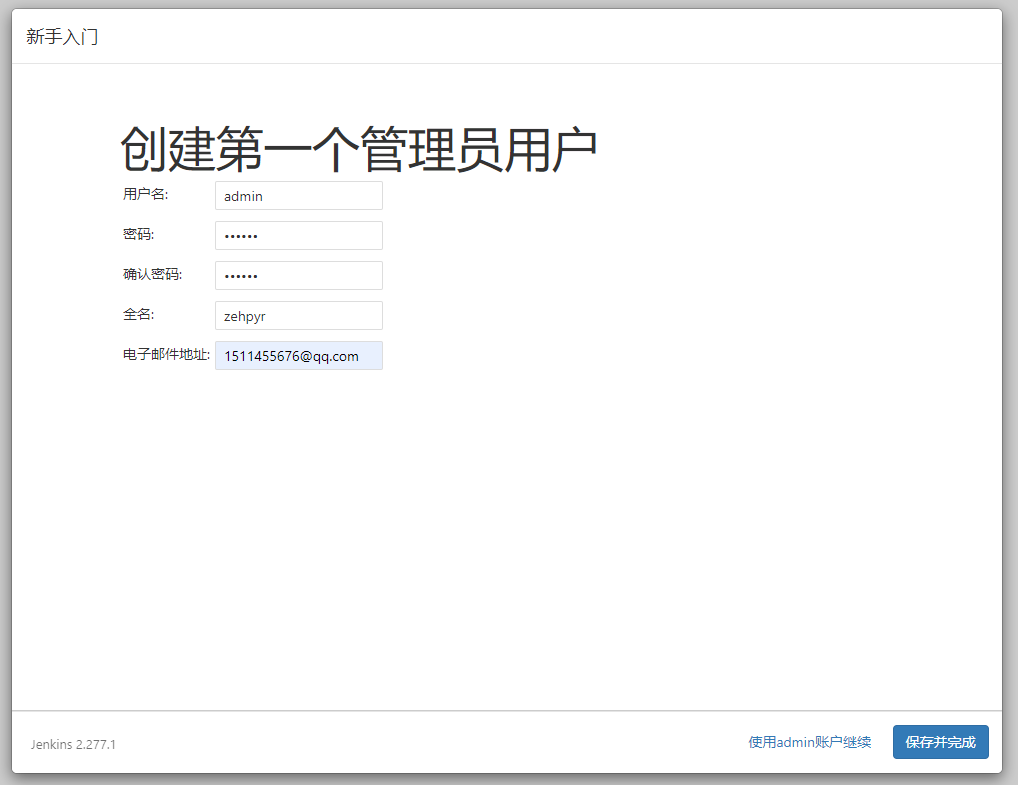 新手入门
创建第一个管理员用户
用户名: admin
密码: ••••••
确认密码: ••••••
全名: zehpyr
电子邮件地址: 1511455676@qq.com
Jenkins 2.277.1 使用admin账户继续 保存并完成